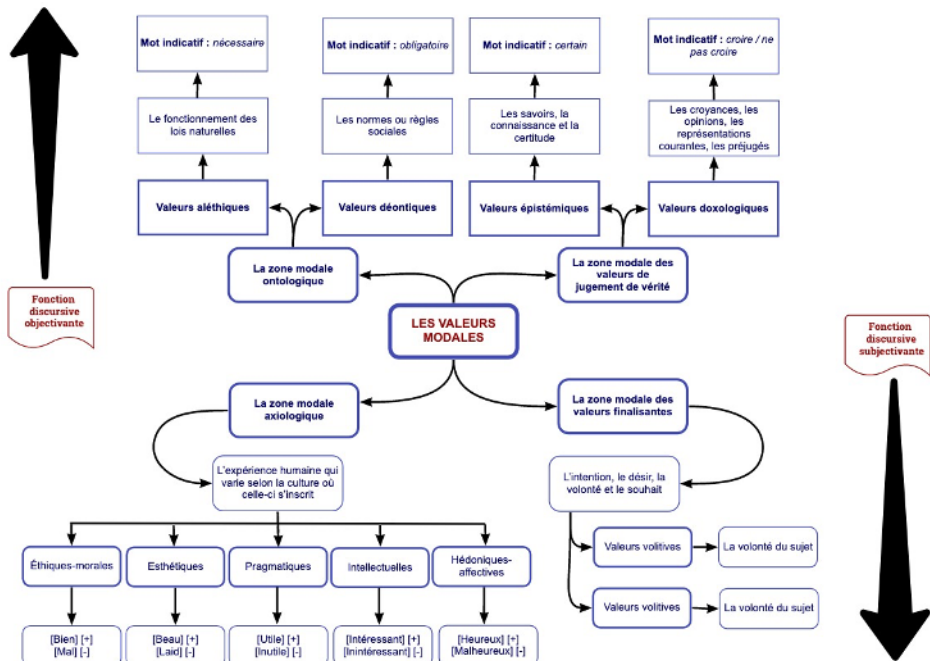 Mot indicatif : nécessaire
Mot indicatif : obligatoire
Mot indicatif : certain
Mot indicatif : croire / ne
pas croire
Le fonctionnement des
lois naturelles
Les normes ou règles
sociales
Les savoirs, la
connaissance et la
certitude
Les croyances, les
opinions, les
représentations
courantes, les préjugés
Valeurs aléthiques
Valeurs déontiques
Valeurs épistémiques
Valeurs doxologiques
La zone modale
ontologique
La zone modale des
valeurs de
jugement de vérité
Fonction
discursive
objectivante
LES VALEURS
MODALES
Fonction
discursive
subjectivante
La zone modale
axiologique
La zone modale des
valeurs finalisantes
L'expérience humaine qui
varie selon la culture où
celle-ci s'inscrit
L'intention, le désir, la
volonté et le souhait
Éthiques-morales
Esthétiques
Pragmatiques
Intellectuelles
Hédoniques-
affectives
Valeurs volitives
La volonté du sujet
Valeurs volitives
La volonté du sujet
[Bien] [+]
[Mal] [-]
[Beau] [+]
[Laid] [-]
[Utile] [+]
[Inutile] [-]
[Intéressant] [+]
[Inintéressant] [-]
[Heureux] [+]
[Malheureux] [-]